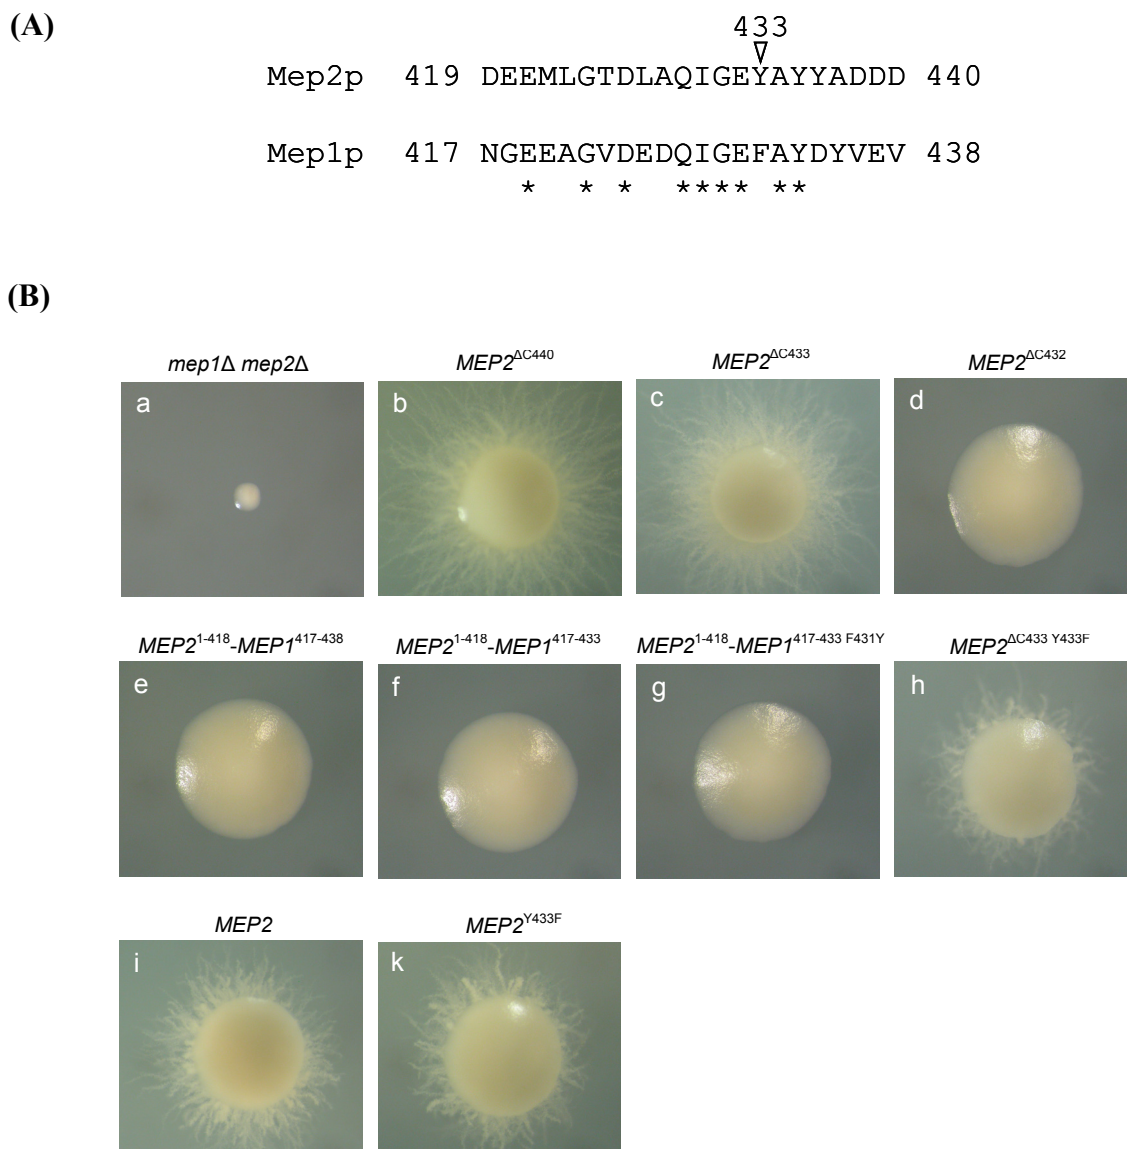 (A)
433
Mep2p 419 DEEMLGTDLAQIGEYAYYADDD 440
Mep1p 417 NGEEAGVDEDQIGEFAYDYVEV 438
* * * **** **
(B)
mep1Δ mep2Δ
MEP2ΔC440
MEP2ΔC433
MEP2ΔC432
a
b
c
d
MEP21-418-MEP1417-438
MEP21-418-MEP1417-433
MEP21-418-MEP1417-433 F431Y
MEP2ΔC433 Y433F
e
f
g
h
MEP2
MEP2Y433F
i
k